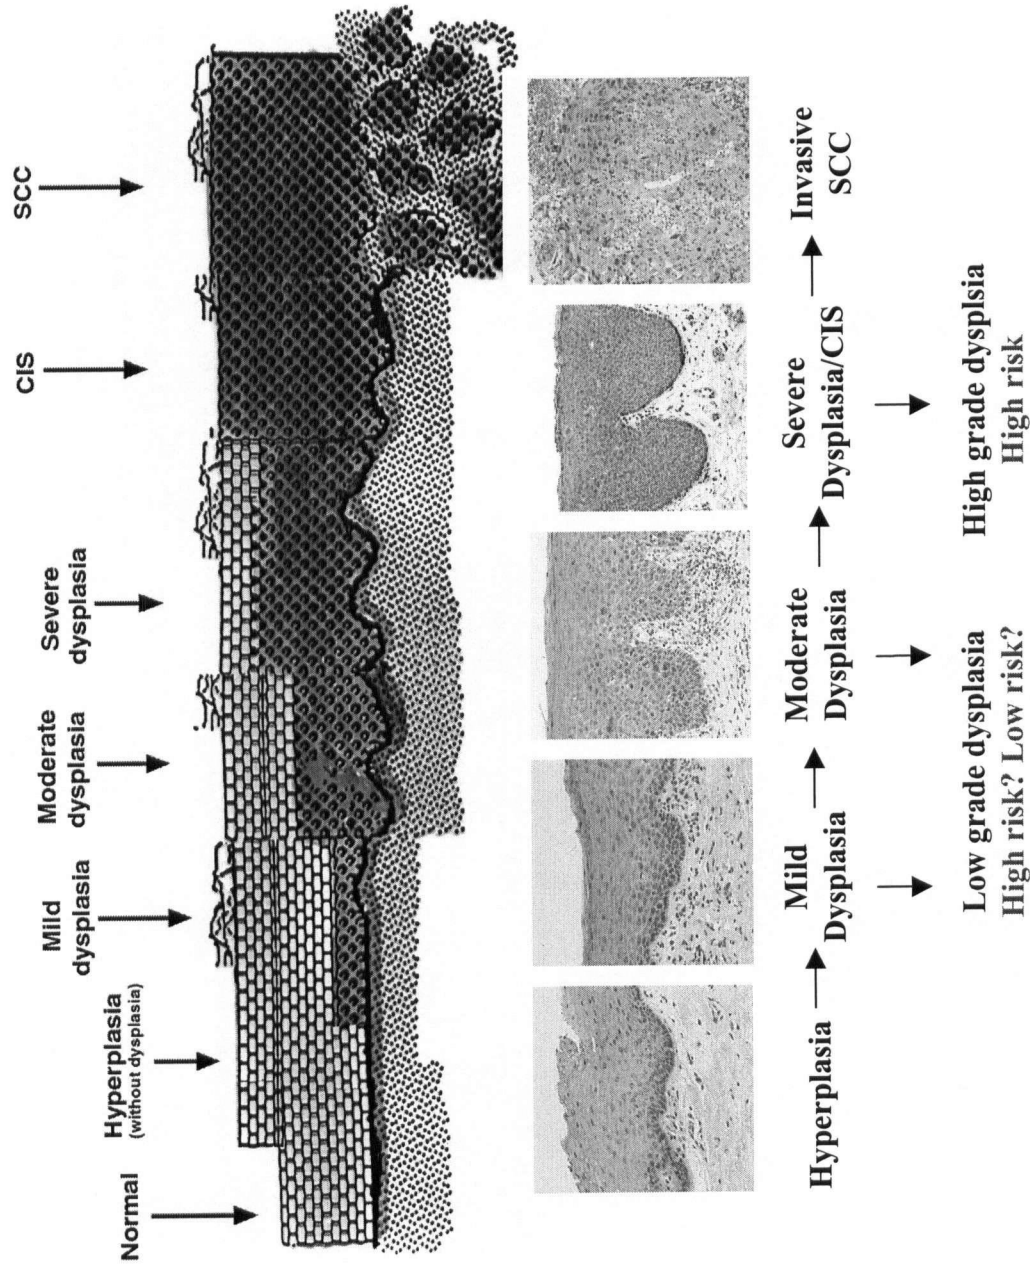 Normal
Hyperplasia
(without dysplasia)
Mild
dysplasia
Moderate
dysplasia
Severe
dysplasia
CIS
SCC
Hyperplasia
Mild
Dysplasia
Moderate
Dysplasia
Severe
Dysplasia/CIS
Invasive
SCC
Low grade dysplasia
High risk? Low risk?
High grade dysplsia
High risk